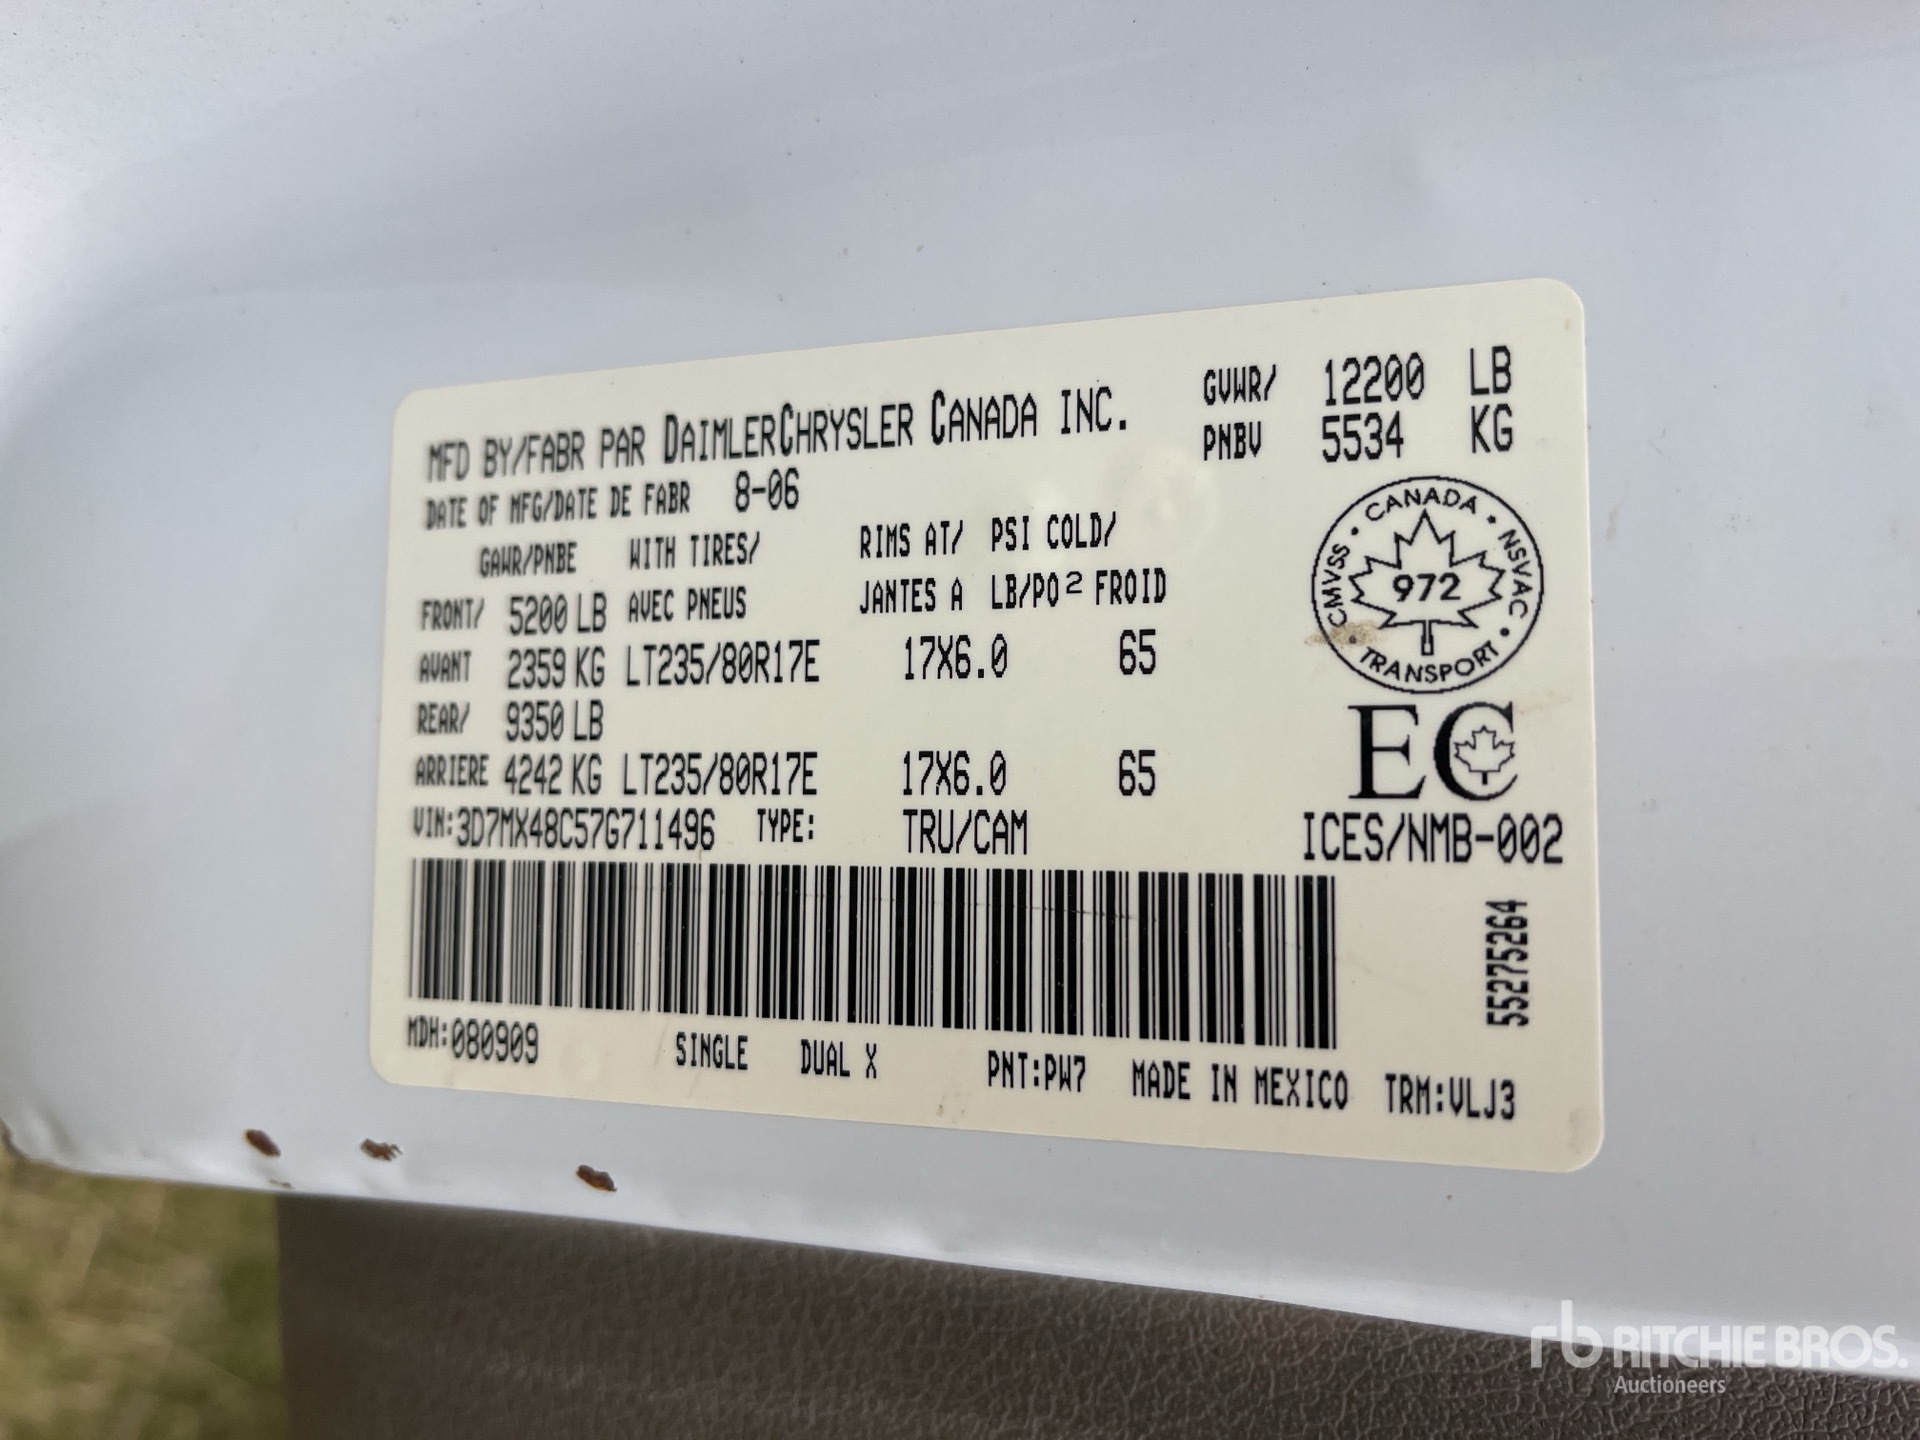 MFD BY/FABR PAR DAIMLERCHRYSLER CANADA INC.
GVWR/ 12200 LB
PNBV 5534 KG
DATE OF MFG/DATE DE FABR 8-06
GAWR/PNBE WITH TIRES/ RIMS AT/ PSI COLD/
FRONT/ 5200 LB AVEC PNEUS JANTES A LB/PO² FROID
AVANT 2359 KG LT235/80R17E 17X6.0 65
REAR/ 9350 LB
ARRIERE 4242 KG LT235/80R17E 17X6.0 65
VIN:3D7MX48C57G711496 TYPE: TRU/CAM
CANADA • NSVAC • TRANSPORT • CMVSS •
972
EC
ICES/NMB-002
55275264
MDH:080909 SINGLE DUAL X PNT:PW7 MADE IN MEXICO TRM:VLJ3
rb RITCHIE BROS.
Auctioneers